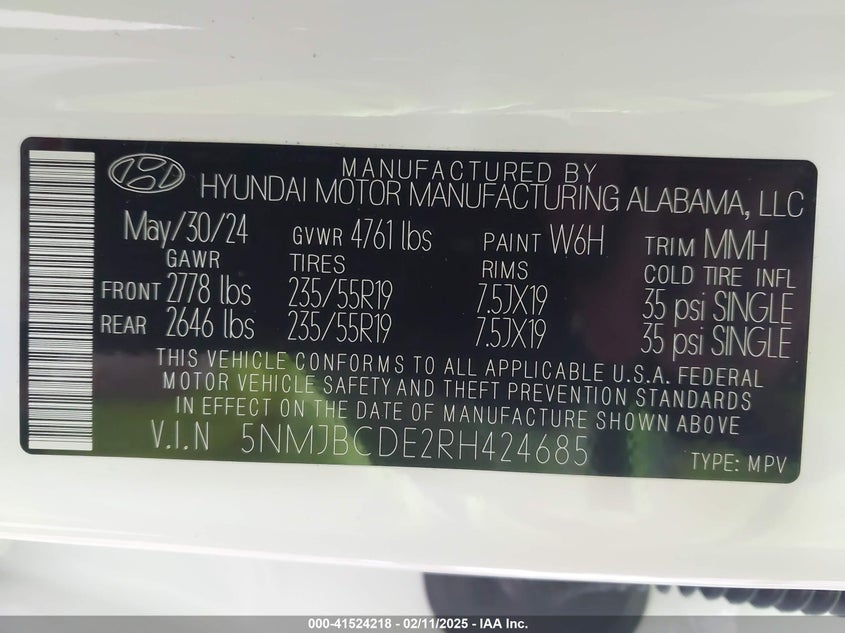 MANUFACTURED BY
HYUNDAI MOTOR MANUFACTURING ALABAMA, LLC
May/30/24 GVWR 4761 lbs PAINT W6H TRIM MMH
GAWR TIRES RIMS COLD TIRE INFL
FRONT 2778 lbs 235/55R19 7.5JX19 35 psi SINGLE
REAR 2646 lbs 235/55R19 7.5JX19 35 psi SINGLE
THIS VEHICLE CONFORMS TO ALL APPLICABLE U.S.A. FEDERAL
MOTOR VEHICLE SAFETY AND THEFT PREVENTION STANDARDS
IN EFFECT ON THE DATE OF MANUFACTURE SHOWN ABOVE
V.I.N 5NMJBCDE2RH424685 TYPE: MPV
000-41524218 - 02/11/2025 - IAA Inc.